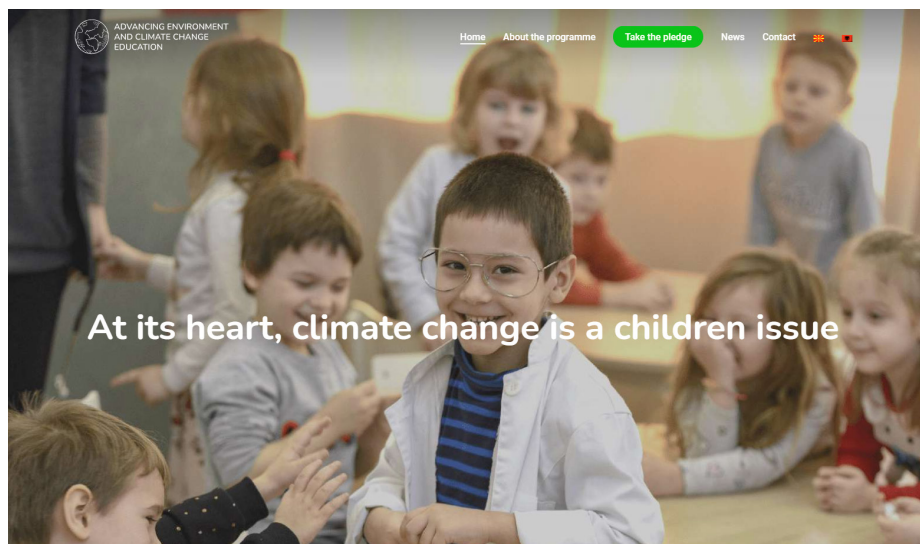 ADVANCING ENVIRONMENT
AND CLIMATE CHANGE
EDUCATION
Home About the programme Take the pledge News Contact
At its heart, climate change is a children issue